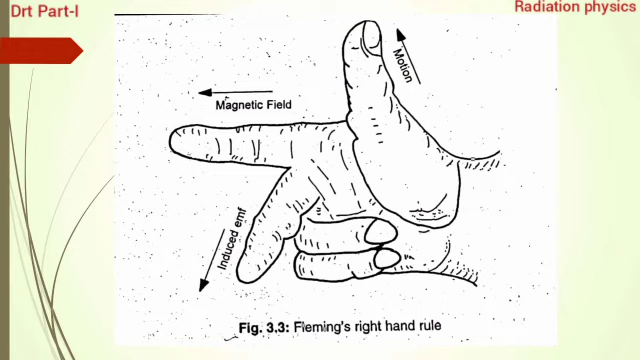 Drt Part-I
Radiation physics
Motion
Magnetic Field
Induced emf
Fig. 3.3: Fleming's right hand rule